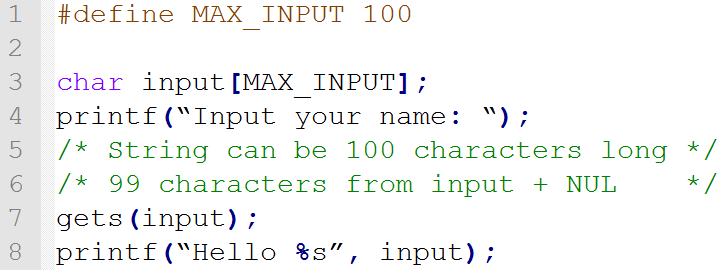 1 #define MAX_INPUT 100
2
3 char input[MAX_INPUT];
4 printf(“Input your name: “);
5 /* String can be 100 characters long */
6 /* 99 characters from input + NUL     */
7 gets(input);
8 printf(“Hello %s”, input);